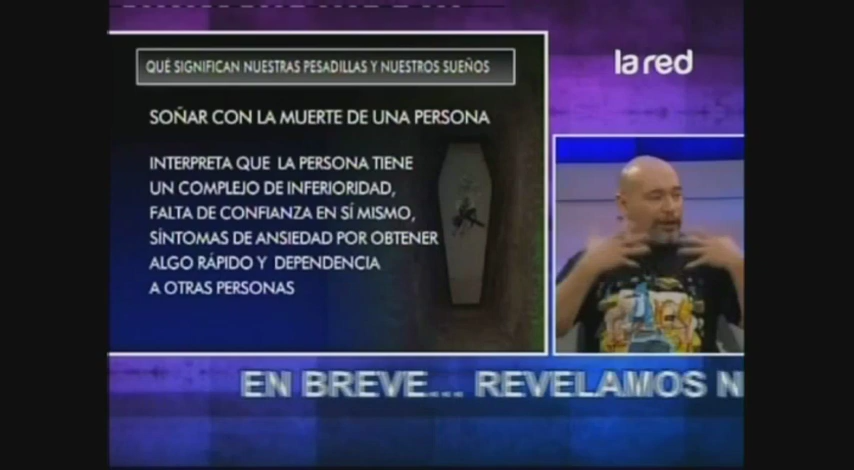 QUÉ SIGNIFICAN NUESTRAS PESADILLAS Y NUESTROS SUEÑOS
la red
SOÑAR CON LA MUERTE DE UNA PERSONA
INTERPRETA QUE LA PERSONA TIENE
UN COMPLEJO DE INFERIORIDAD,
FALTA DE CONFIANZA EN SÍ MISMO,
SÍNTOMAS DE ANSIEDAD POR OBTENER
ALGO RÁPIDO Y DEPENDENCIA
A OTRAS PERSONAS
EN BREVE... REVELAMOS N